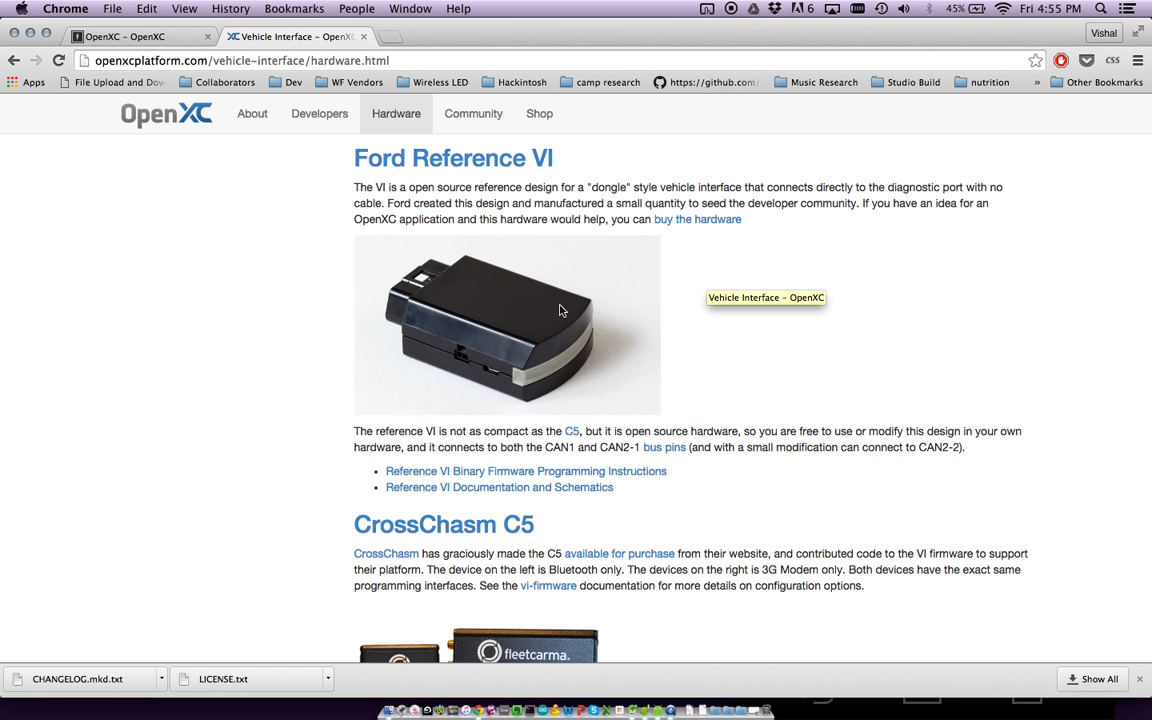 Chrome File Edit View History Bookmarks People Window Help 6 45% Fri 4:55 PM
OpenXC - OpenXC Vehicle Interface - OpenXC Vishal
openxcplatform.com/vehicle-interface/hardware.html CSS
Apps File Upload and Dow Collaborators Dev WF Vendors Wireless LED Hackintosh camp research https://github.com/ Music Research Studio Build nutrition » Other Bookmarks
OpenXC About Developers Hardware Community Shop
Ford Reference VI
The VI is a open source reference design for a "dongle" style vehicle interface that connects directly to the diagnostic port with no
cable. Ford created this design and manufactured a small quantity to seed the developer community. If you have an idea for an
OpenXC application and this hardware would help, you can buy the hardware
Vehicle Interface - OpenXC
The reference VI is not as compact as the C5, but it is open source hardware, so you are free to use or modify this design in your own
hardware, and it connects to both the CAN1 and CAN2-1 bus pins (and with a small modification can connect to CAN2-2).
• Reference VI Binary Firmware Programming Instructions
• Reference VI Documentation and Schematics
CrossChasm C5
CrossChasm has graciously made the C5 available for purchase from their website, and contributed code to the VI firmware to support
their platform. The device on the left is Bluetooth only. The devices on the right is 3G Modem only. Both devices have the exact same
programming interfaces. See the vi-firmware documentation for more details on configuration options.
fleetcarma.
CHANGELOG.mkd.txt LICENSE.txt Show All